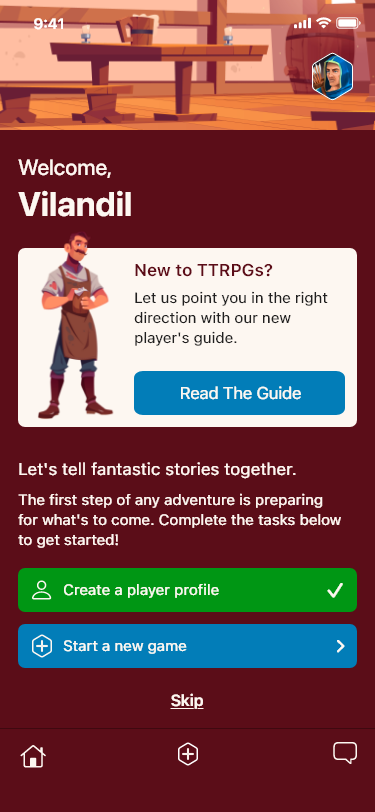 9:41
Welcome,
Vilandil
New to TTRPGs?
Let us point you in the right
direction with our new
player's guide.
Read The Guide
Let's tell fantastic stories together.
The first step of any adventure is preparing
for what's to come. Complete the tasks below
to get started!
Create a player profile
Start a new game
Skip